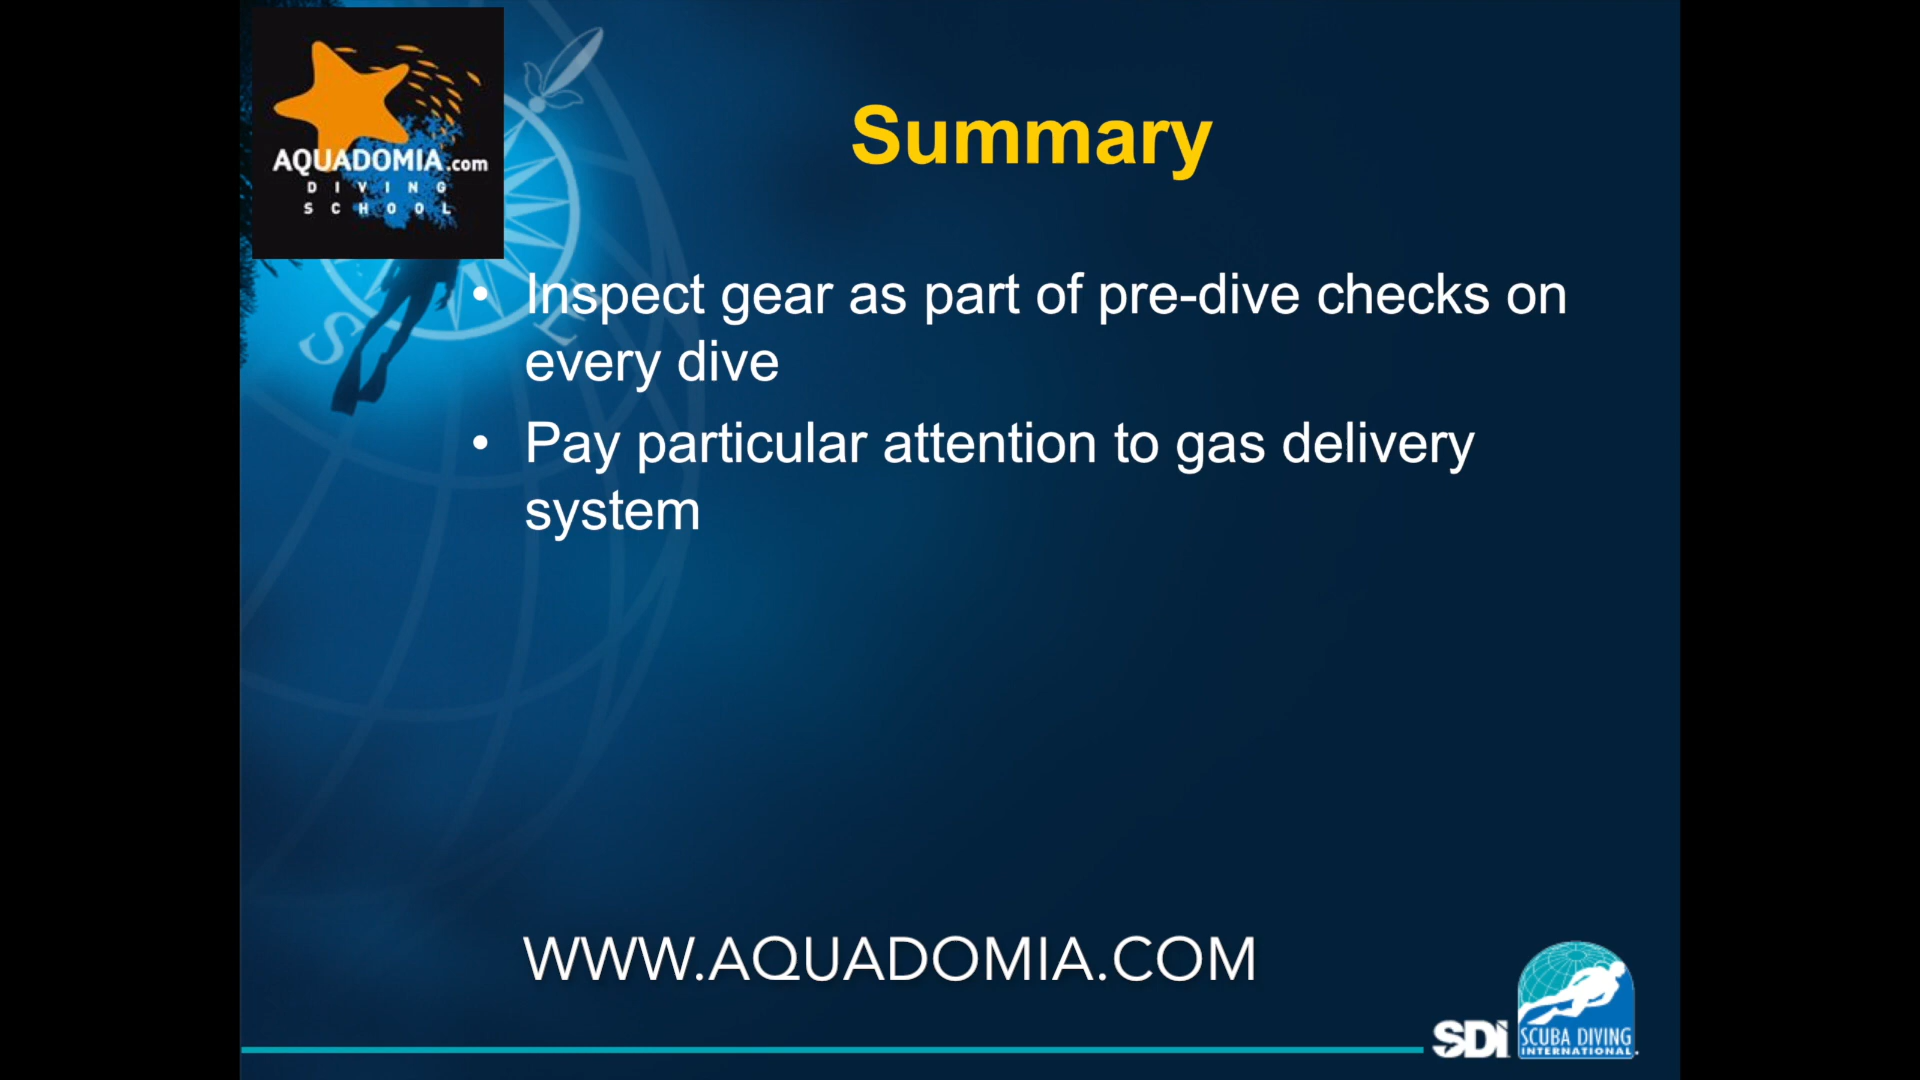 AQUADOMIA.com
DIVING
SCHOOL
Summary
• Inspect gear as part of pre-dive checks on
every dive
• Pay particular attention to gas delivery
system
WWW.AQUADOMIA.COM
SDI
SCUBA DIVING
INTERNATIONAL
S
E